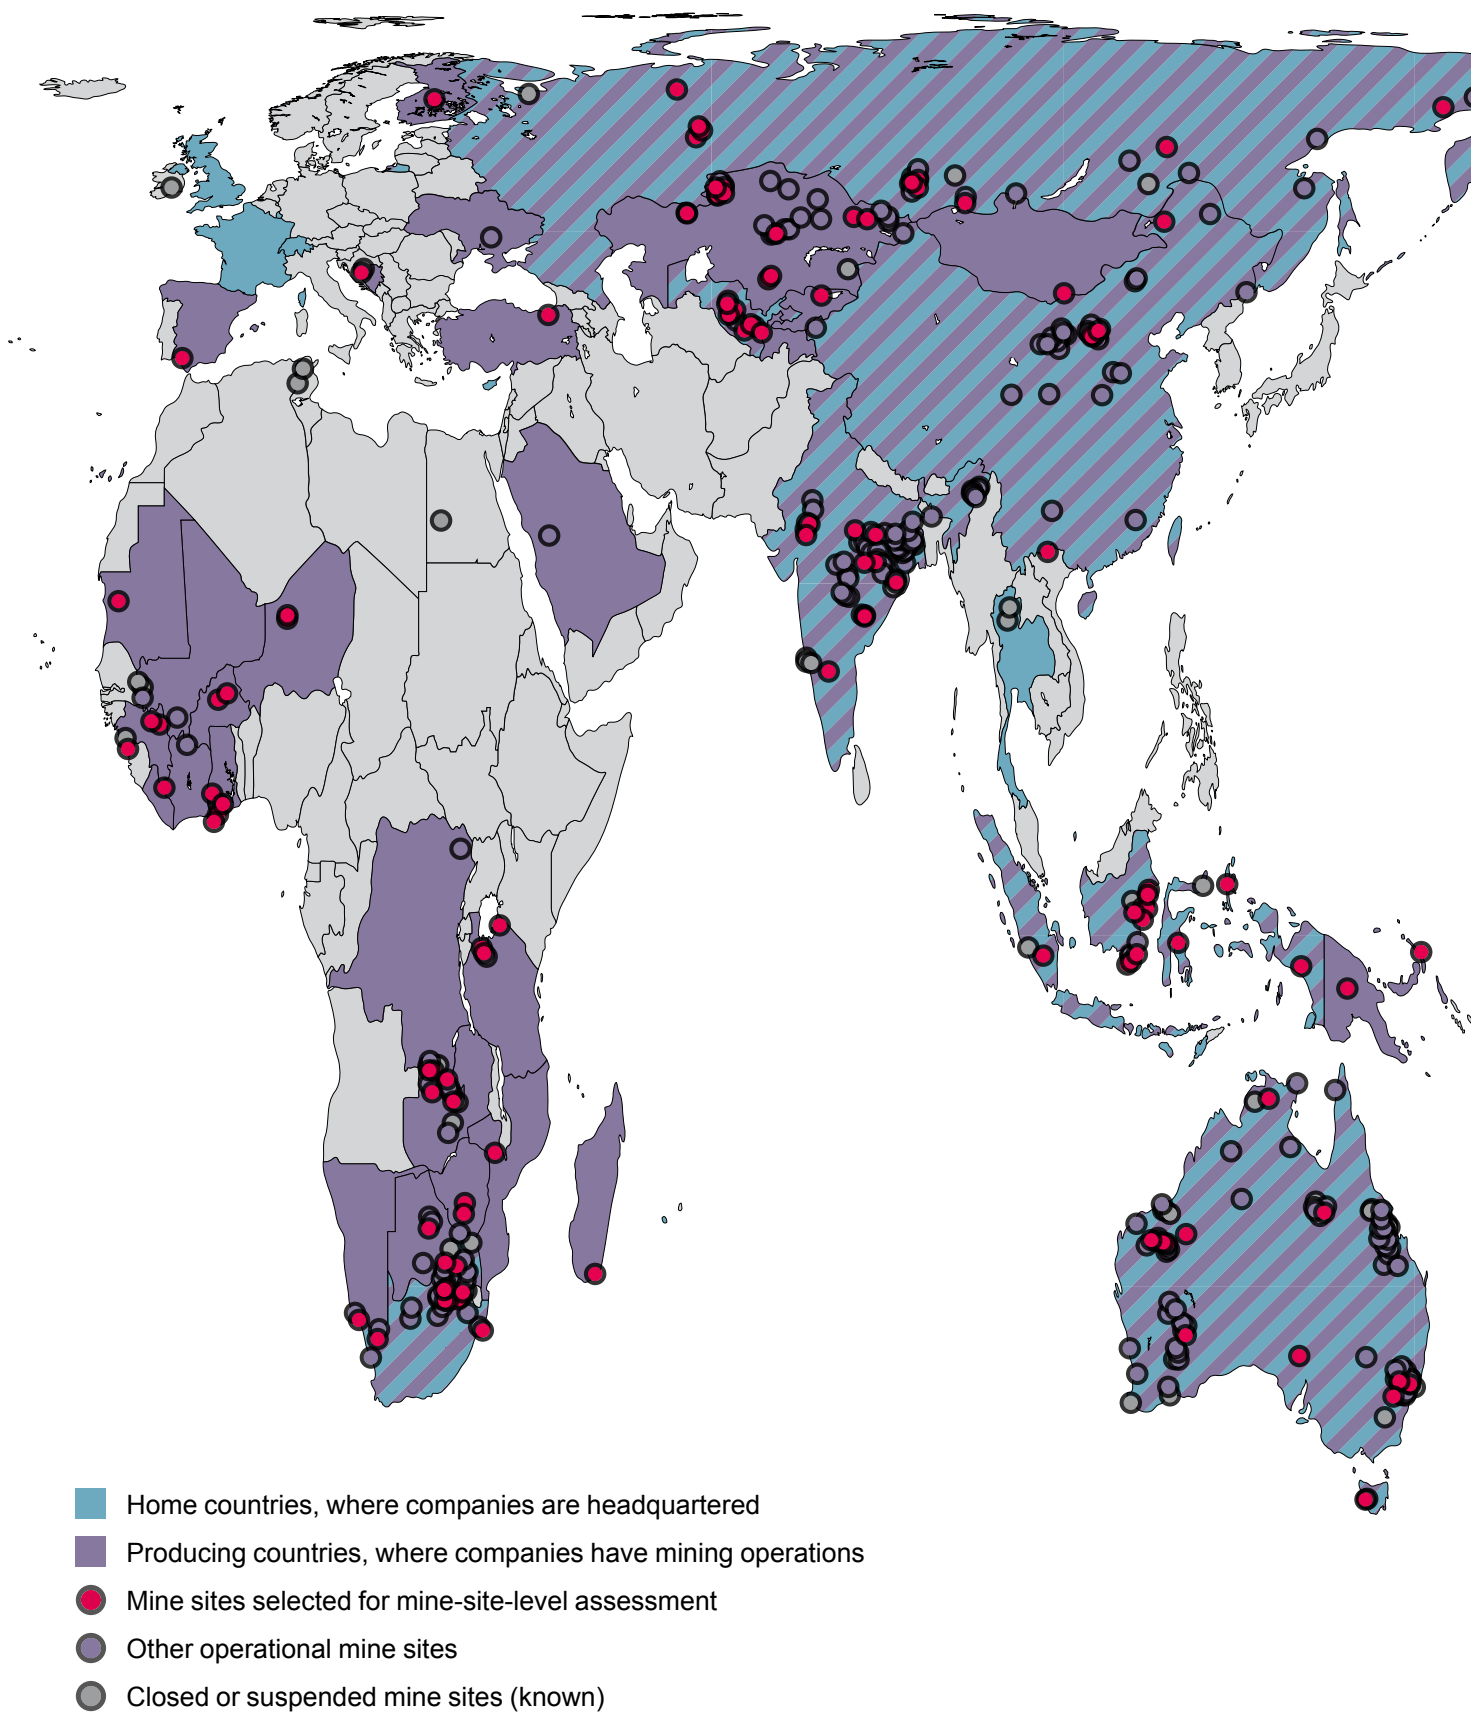 Home countries, where companies are headquartered
Producing countries, where companies have mining operations
Mine sites selected for mine-site-level assessment
Other operational mine sites
Closed or suspended mine sites (known)